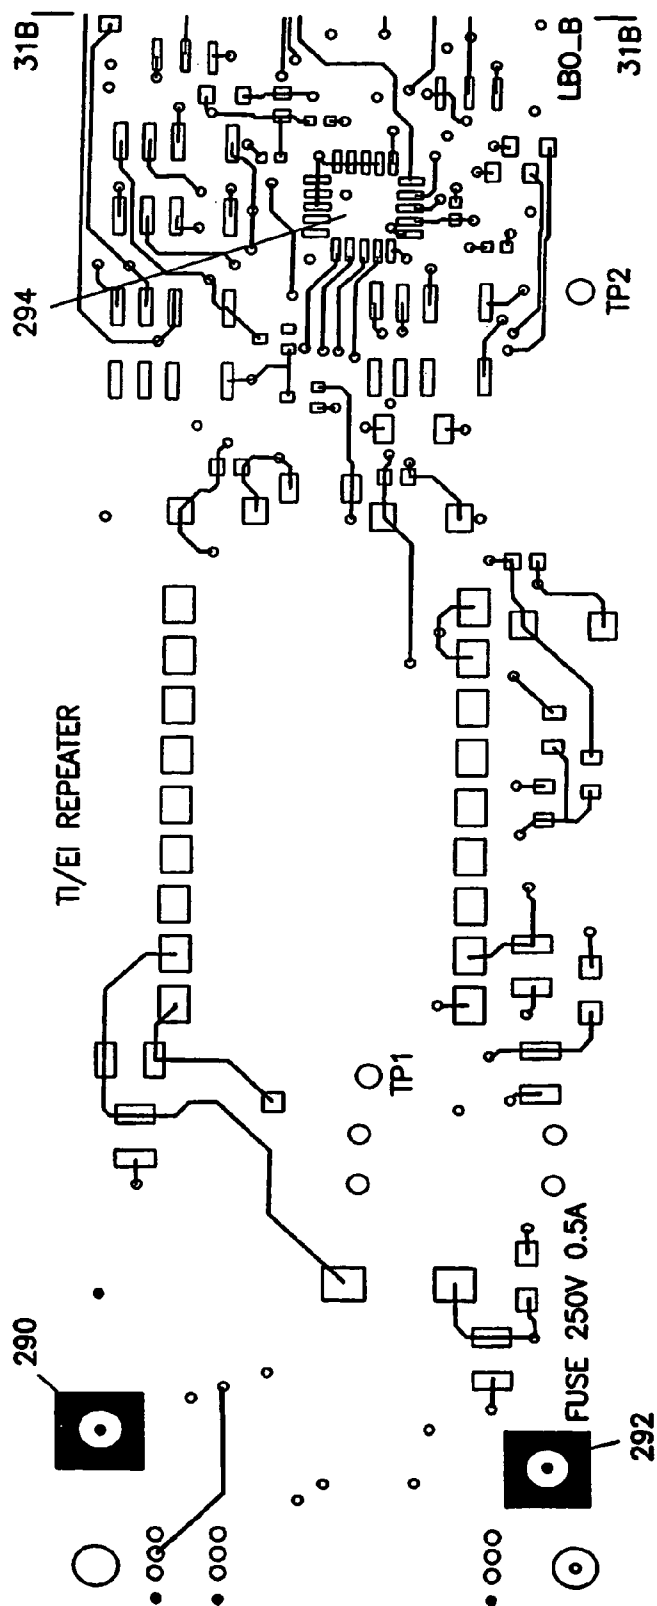 31B
LBO_B
31B
294
TP2
T1/E1 REPEATER
TP1
290
FUSE 250V 0.5A
292